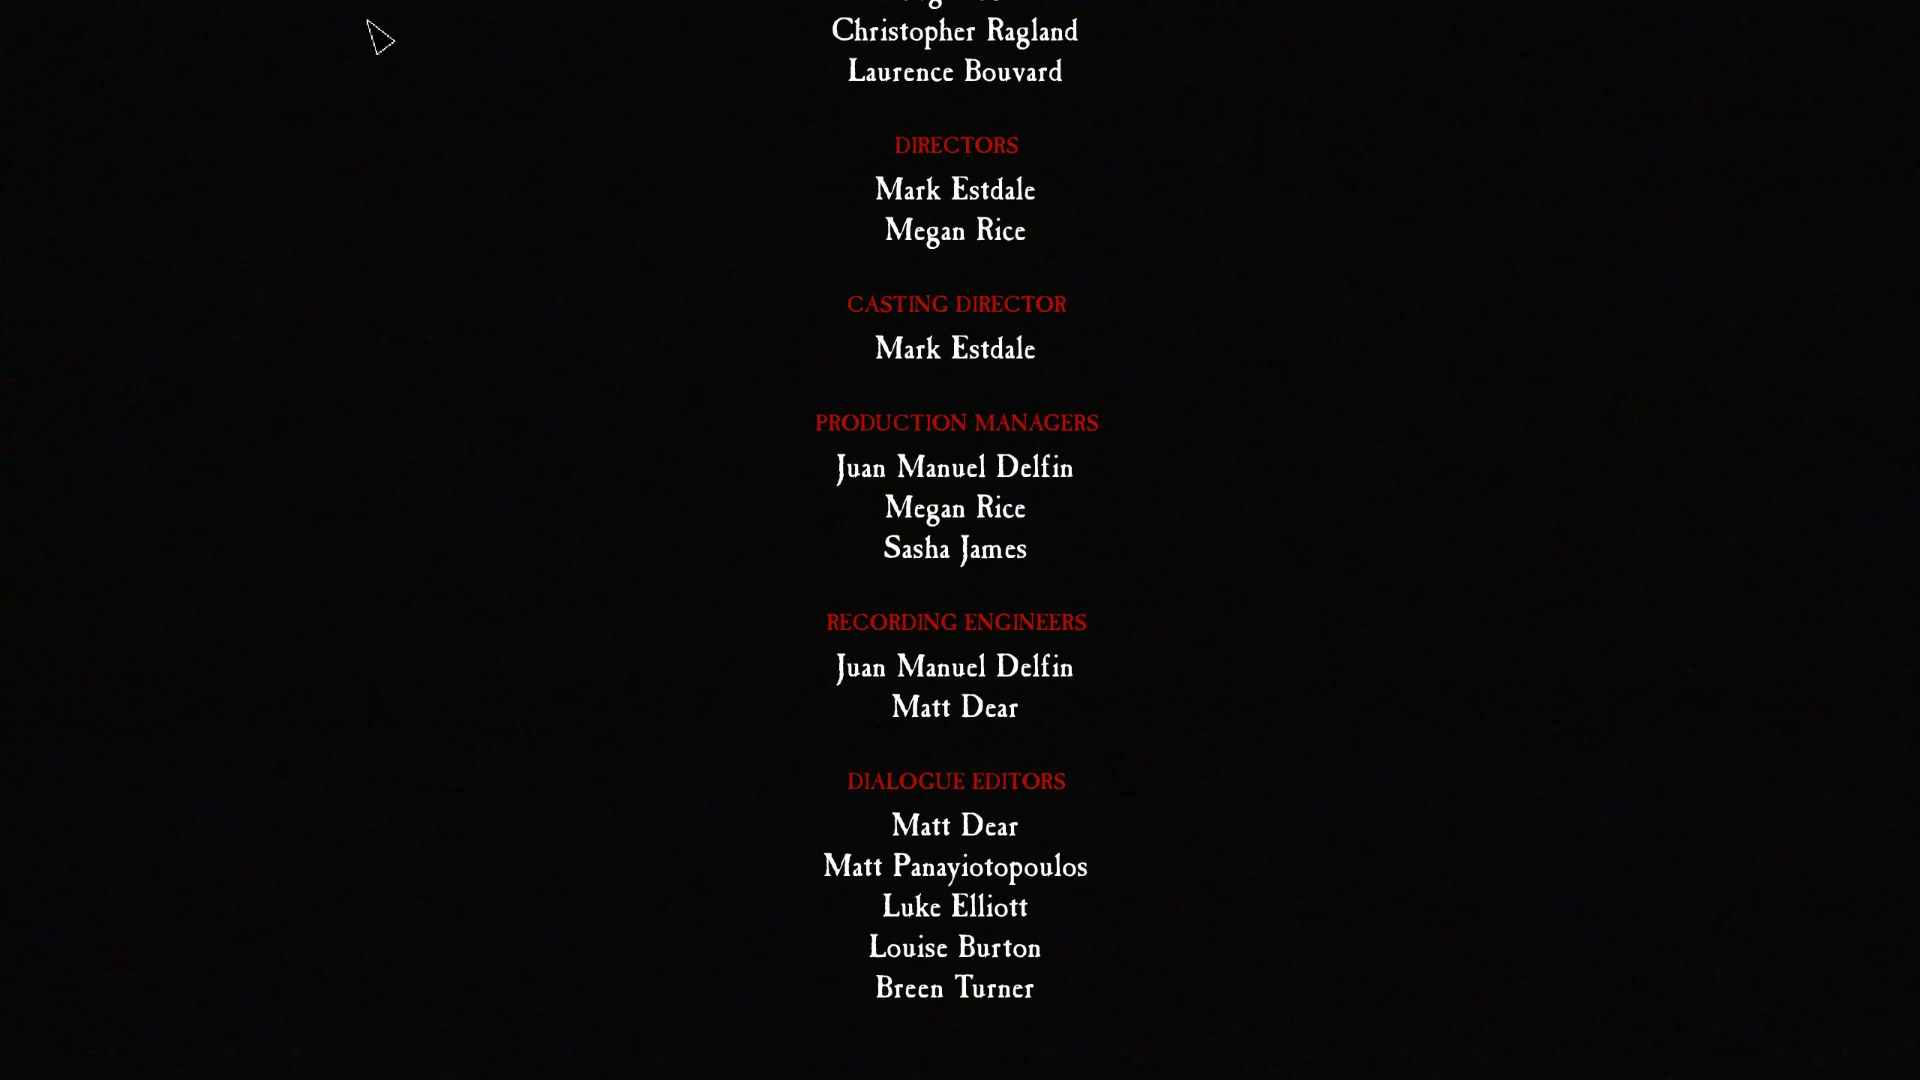 Christopher Ragland
Laurence Bouvard
DIRECTORS
Mark Estdale
Megan Rice
CASTING DIRECTOR
Mark Estdale
PRODUCTION MANAGERS
Juan Manuel Delfin
Megan Rice
Sasha James
RECORDING ENGINEERS
Juan Manuel Delfin
Matt Dear
DIALOGUE EDITORS
Matt Dear
Matt Panayiotopoulos
Luke Elliott
Louise Burton
Breen Turner